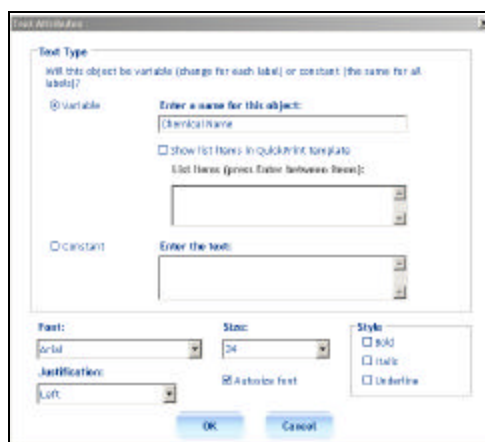 Text Attributes
Text Type
Will this object be variable (change for each label) or constant (the same for all
labels)?
Variable
Enter a name for this object:
Chemical Name
Show list items in QuickPrint template
List items (press Enter between items):
Constant
Enter the text:
Font:
Size:
Style
Arial
24
Bold
Italic
Justification:
Left
Autosize font
Underline
OK
Cancel